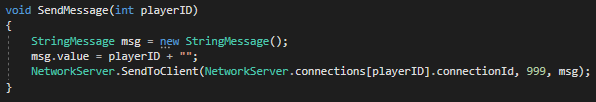 void SendMessage(int playerID)
{
StringMessage msg = new StringMessage();
msg.value = playerID + "";
NetworkServer.SendToClient(NetworkServer.connections[playerID].connectionId, 999, msg);
}